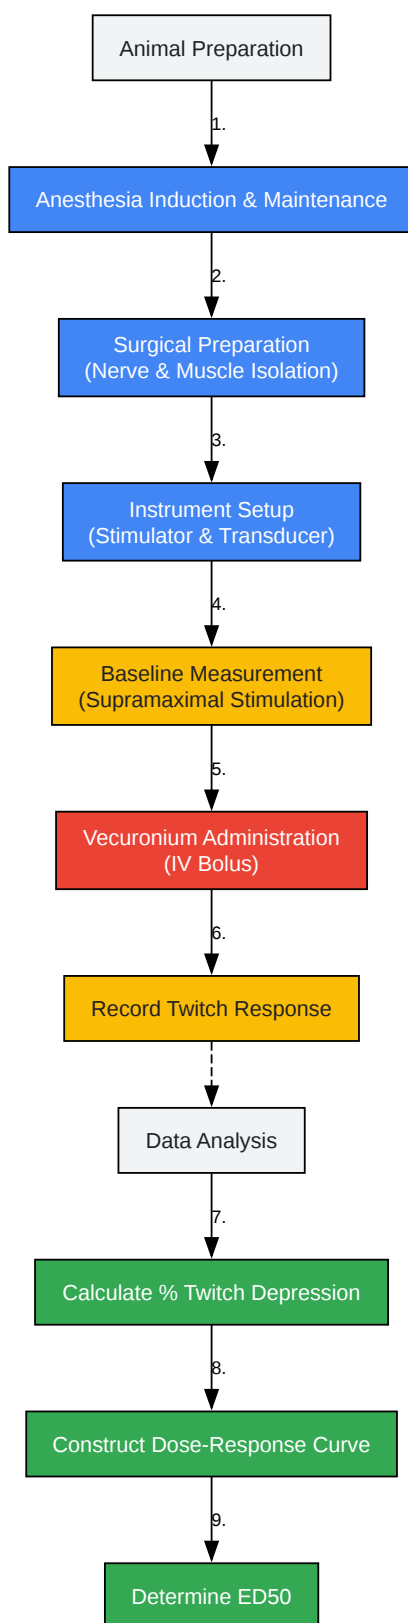 Animal Preparation
1.
Anesthesia Induction & Maintenance
2.
Surgical Preparation
(Nerve & Muscle Isolation)
3.
Instrument Setup
(Stimulator & Transducer)
4.
Baseline Measurement
(Supramaximal Stimulation)
5.
Vecuronium Administration
(IV Bolus)
6.
Record Twitch Response
Data Analysis
7.
Calculate % Twitch Depression
8.
Construct Dose-Response Curve
9.
Determine ED50